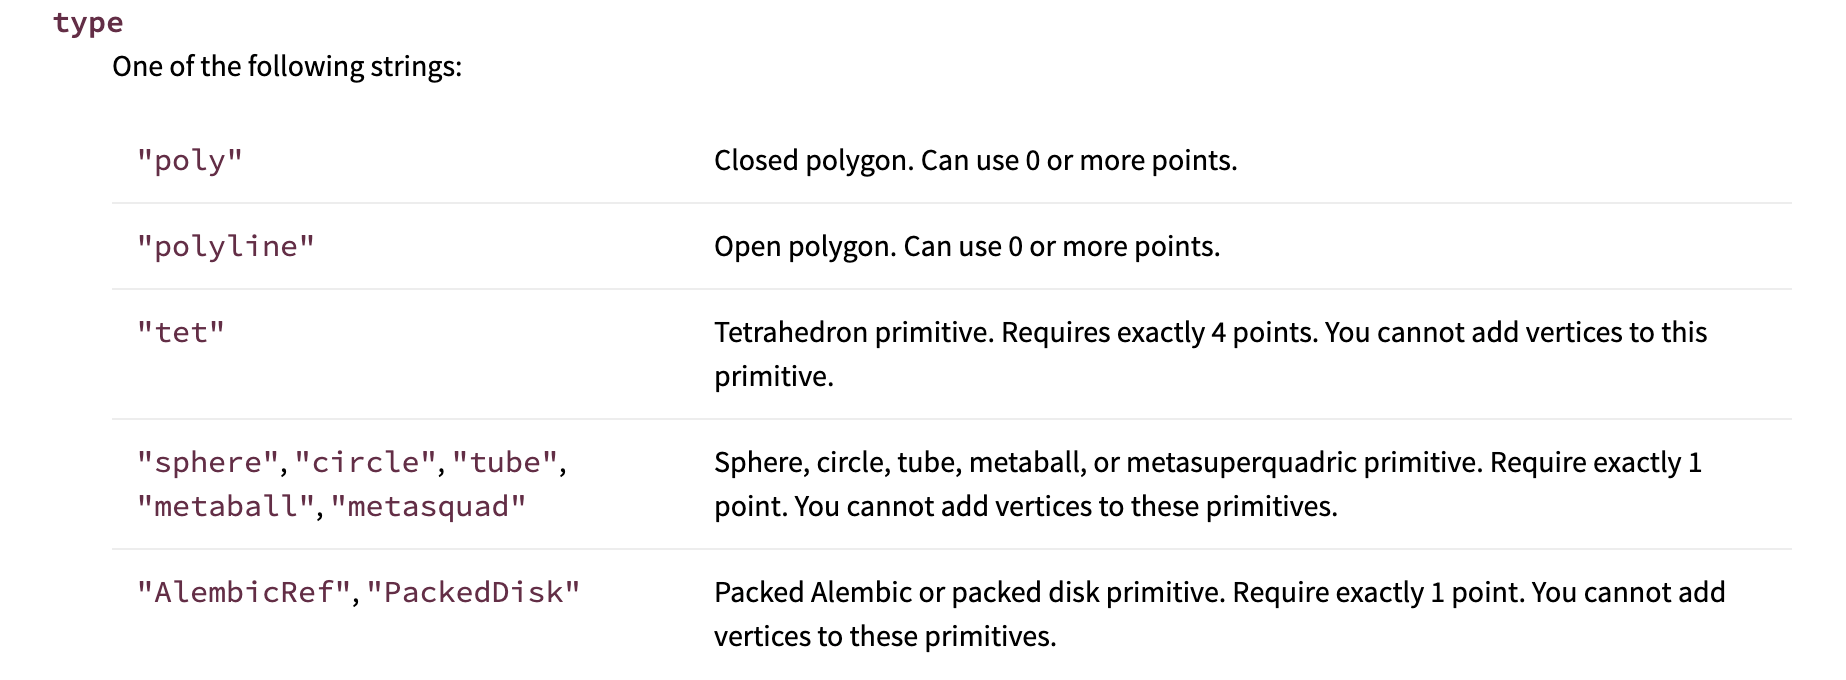 type
One of the following strings:
"poly"
Closed polygon. Can use 0 or more points.
"polyline"
Open polygon. Can use 0 or more points.
"tet"
Tetrahedron primitive. Requires exactly 4 points. You cannot add vertices to this
primitive.
"sphere", "circle", "tube",
"metaball", "metasquad"
Sphere, circle, tube, metaball, or metasuperquadric primitive. Require exactly 1
point. You cannot add vertices to these primitives.
"AlembicRef", "PackedDisk"
Packed Alembic or packed disk primitive. Require exactly 1 point. You cannot add
vertices to these primitives.